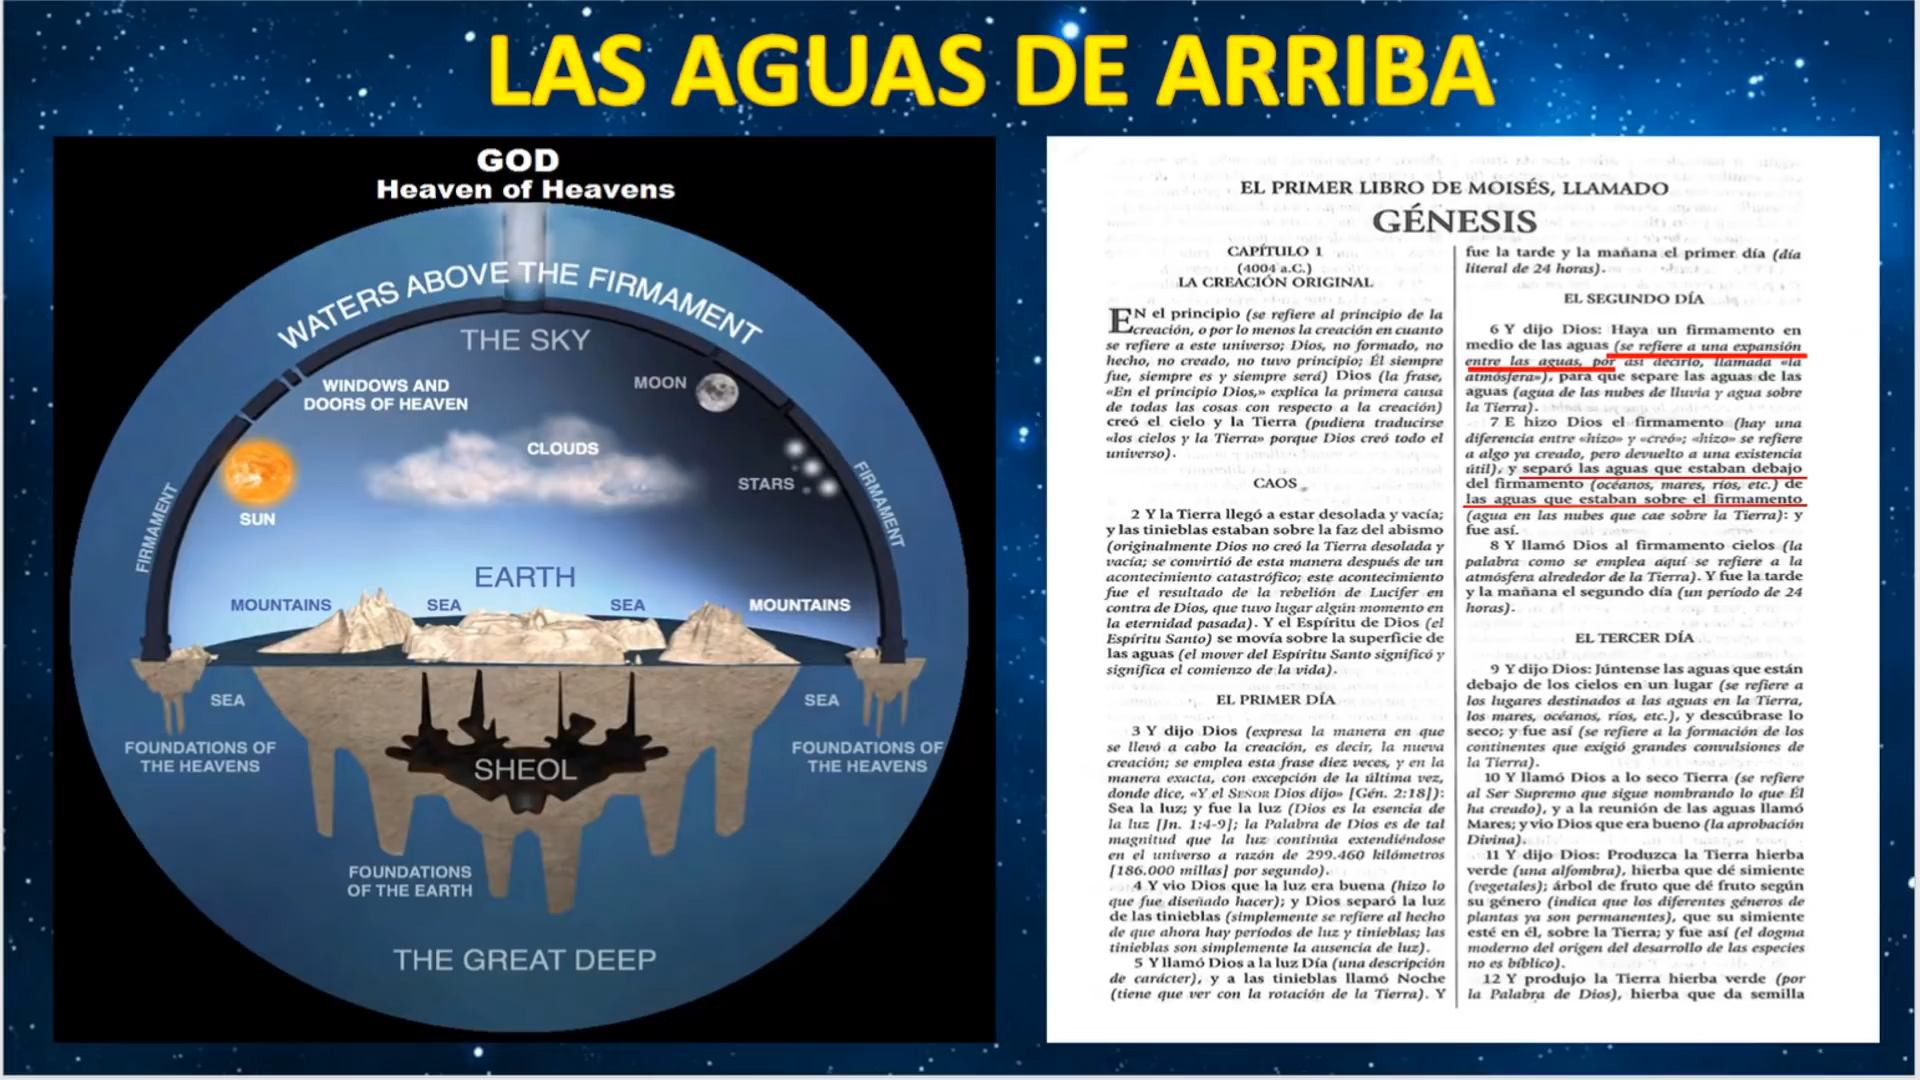 LAS AGUAS DE ARRIBA
GOD
Heaven of Heavens
WATERS ABOVE THE FIRMAMENT
THE SKY
WINDOWS AND
DOORS OF HEAVEN
MOON
CLOUDS
STARS
SUN
FIRMAMENT
FIRMAMENT
EARTH
MOUNTAINS
SEA
SEA
MOUNTAINS
SEA
SEA
FOUNDATIONS OF
THE HEAVENS
FOUNDATIONS OF
THE HEAVENS
SHEOL
FOUNDATIONS
OF THE EARTH
THE GREAT DEEP
EL PRIMER LIBRO DE MOISÉS, LLAMADO
GÉNESIS
CAPÍTULO 1
(4004 a.C.)
LA CREACIÓN ORIGINAL
EN el principio (se refiere al principio de la
creación, o por lo menos la creación en cuanto
se refiere a este universo; Dios, no formado, no
hecho, no creado, no tuvo principio; Él siempre
fue, siempre es y siempre será) Dios (la frase,
«En el principio Dios,» explica la primera causa
de todas las cosas con respecto a la creación)
creó el cielo y la Tierra (pudiera traducirse
«los cielos y la Tierra» porque Dios creó todo el
universo).
CAOS
2 Y la Tierra llegó a estar desolada y vacía;
y las tinieblas estaban sobre la faz del abismo
(originalmente Dios no creó la Tierra desolada y
vacía; se convirtió de esta manera después de un
acontecimiento catastrófico; este acontecimiento
fue el resultado de la rebelión de Lucifer en
contra de Dios, que tuvo lugar algún momento en
la eternidad pasada). Y el Espíritu de Dios (el
Espíritu Santo) se movía sobre la superficie de
las aguas (el mover del Espíritu Santo significó y
significa el comienzo de la vida).
EL PRIMER DÍA
3 Y dijo Dios (expresa la manera en que
se llevó a cabo la creación, es decir, la nueva
creación; se emplea esta frase diez veces, y en la
manera exacta, con excepción de la última vez,
donde dice, «Y el SEÑOR Dios dijo» [Gén. 2:18]):
Sea la luz; y fue la luz (Dios es la esencia de
la luz [Jn. 1:4-9]; la Palabra de Dios es de tal
magnitud que la luz continúa extendiéndose
en el universo a razón de 299.460 kilómetros
[186.000 millas] por segundo).
4 Y vio Dios que la luz era buena (hizo lo
que fue diseñado hacer); y Dios separó la luz
de las tinieblas (simplemente se refiere al hecho
de que ahora hay períodos de luz y tinieblas; las
tinieblas son simplemente la ausencia de luz).
5 Y llamó Dios a la luz Día (una descripción
de carácter), y a las tinieblas llamó Noche
(tiene que ver con la rotación de la Tierra). Y
fue la tarde y la mañana el primer día (día
literal de 24 horas).
EL SEGUNDO DÍA
6 Y dijo Dios: Haya un firmamento en
medio de las aguas (se refiere a una expansión
entre las aguas, por así decirlo, llamada «la
atmósfera»), para que separe las aguas de las
aguas (agua de las nubes de lluvia y agua sobre
la Tierra).
7 E hizo Dios el firmamento (hay una
diferencia entre «hizo» y «creó»; «hizo» se refiere
a algo ya creado, pero devuelto a una existencia
útil), y separó las aguas que estaban debajo
del firmamento (océanos, mares, ríos, etc.) de
las aguas que estaban sobre el firmamento
(agua en las nubes que cae sobre la Tierra): y
fue así.
8 Y llamó Dios al firmamento cielos (la
palabra como se emplea aquí se refiere a la
atmósfera alrededor de la Tierra). Y fue la tarde
y la mañana el segundo día (un período de 24
horas).
EL TERCER DÍA
9 Y dijo Dios: Júntense las aguas que están
debajo de los cielos en un lugar (se refiere a
los lugares destinados a las aguas en la Tierra,
los mares, océanos, ríos, etc.), y descúbrase lo
seco; y fue así (se refiere a la formación de los
continentes que exigió grandes convulsiones de
la Tierra).
10 Y llamó Dios a lo seco Tierra (se refiere
al Ser Supremo que sigue nombrando lo que Él
ha creado), y a la reunión de las aguas llamó
Mares; y vio Dios que era bueno (la aprobación
Divina).
11 Y dijo Dios: Produzca la Tierra hierba
verde (una alfombra), hierba que dé simiente
(vegetales); árbol de fruto que dé fruto según
su género (indica que los diferentes géneros de
plantas ya son permanentes), que su simiente
esté en él, sobre la Tierra; y fue así (el dogma
moderno del origen del desarrollo de las especies
no es bíblico).
12 Y produjo la Tierra hierba verde (por
la Palabra de Dios), hierba que da semilla